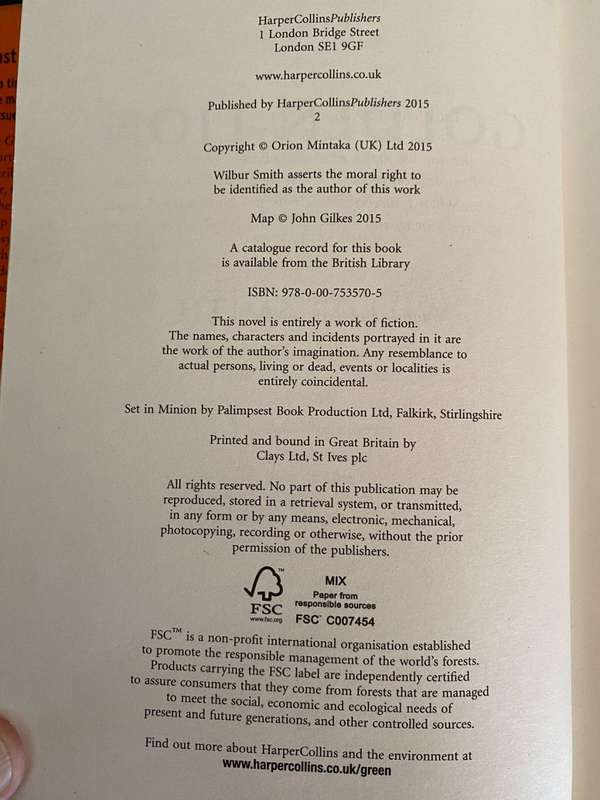 HarperCollinsPublishers
1 London Bridge Street
London SE1 9GF
www.harpercollins.co.uk
Published by HarperCollinsPublishers 2015
2
Copyright © Orion Mintaka (UK) Ltd 2015
Wilbur Smith asserts the moral right to
be identified as the author of this work
Map © John Gilkes 2015
A catalogue record for this book
is available from the British Library
ISBN: 978-0-00-753570-5
This novel is entirely a work of fiction.
The names, characters and incidents portrayed in it are
the work of the author's imagination. Any resemblance to
actual persons, living or dead, events or localities is
entirely coincidental.
Set in Minion by Palimpsest Book Production Ltd, Falkirk, Stirlingshire
Printed and bound in Great Britain by
Clays Ltd, St Ives plc
All rights reserved. No part of this publication may be
reproduced, stored in a retrieval system, or transmitted,
in any form or by any means, electronic, mechanical,
photocopying, recording or otherwise, without the prior
permission of the publishers.
™
FSC
www.fsc.org
MIX
Paper from
responsible sources
FSC™ C007454
FSC™ is a non-profit international organisation established
to promote the responsible management of the world's forests.
Products carrying the FSC label are independently certified
to assure consumers that they come from forests that are managed
to meet the social, economic and ecological needs of
present and future generations, and other controlled sources.
Find out more about HarperCollins and the environment at
www.harpercollins.co.uk/green